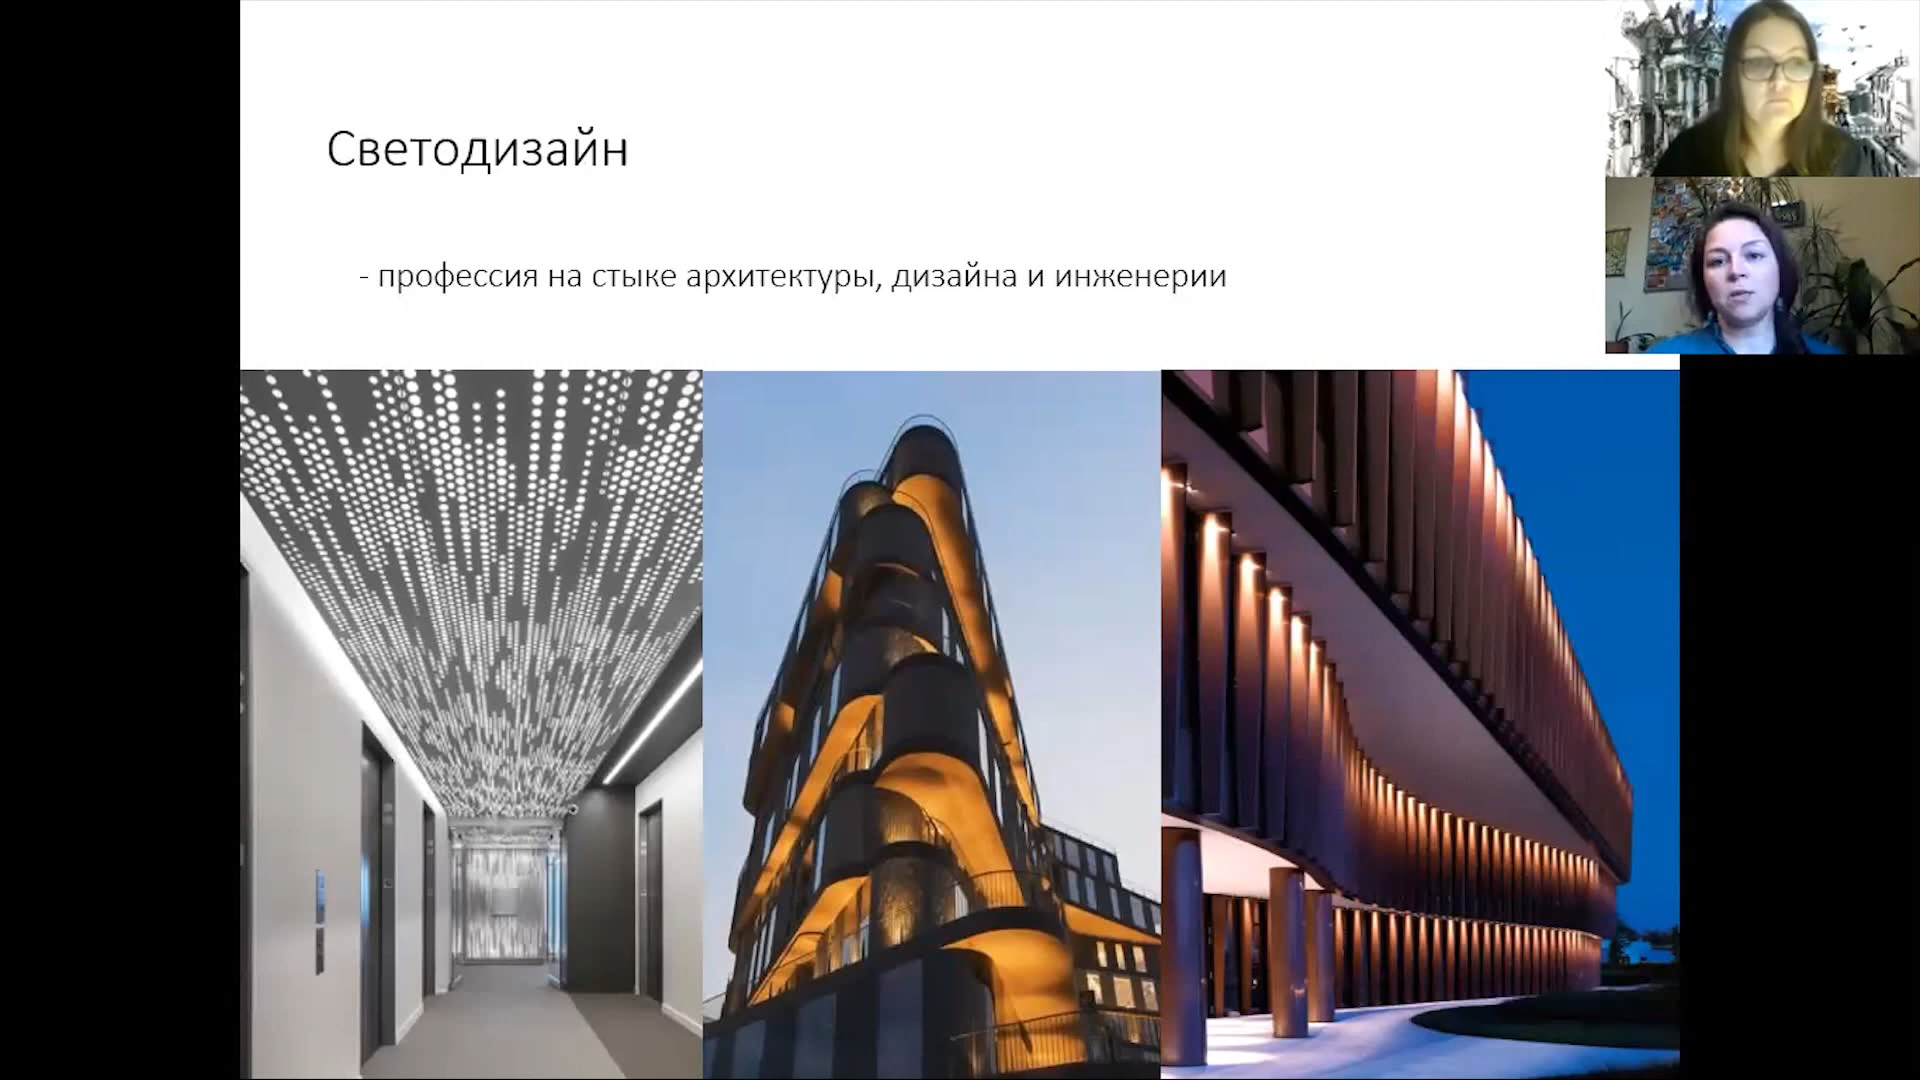 Светодизайн
- профессия на стыке архитектуры, дизайна и инженерии